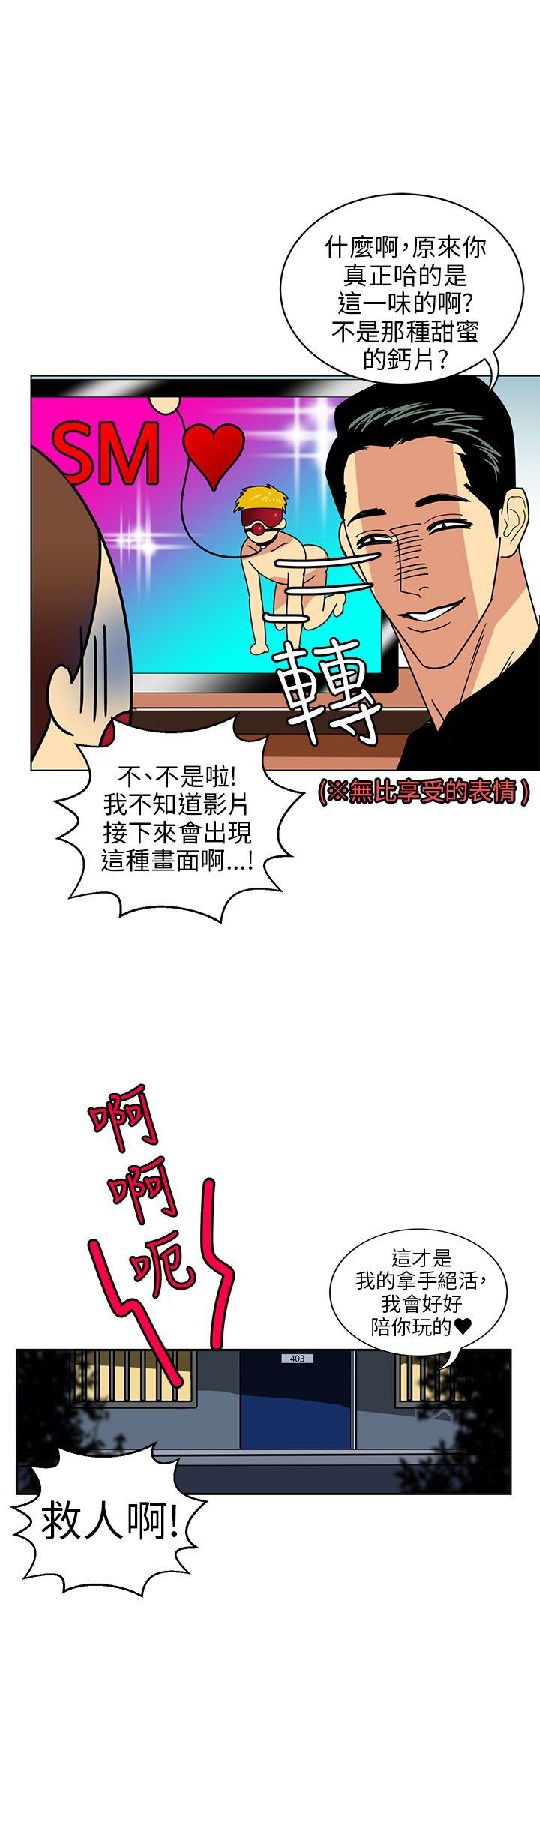 什麼啊,原來你
真正哈的是
這一味的啊?
不是那種甜蜜
的鈣片?
SM ♥
轉
(※無比享受的表情)
不、不是啦!
我不知道影片
接下來會出現
這種畫面啊...!
啊
啊
呃
這才是
我的拿手絕活,
我會好好
陪你玩的♥
403
救人啊!